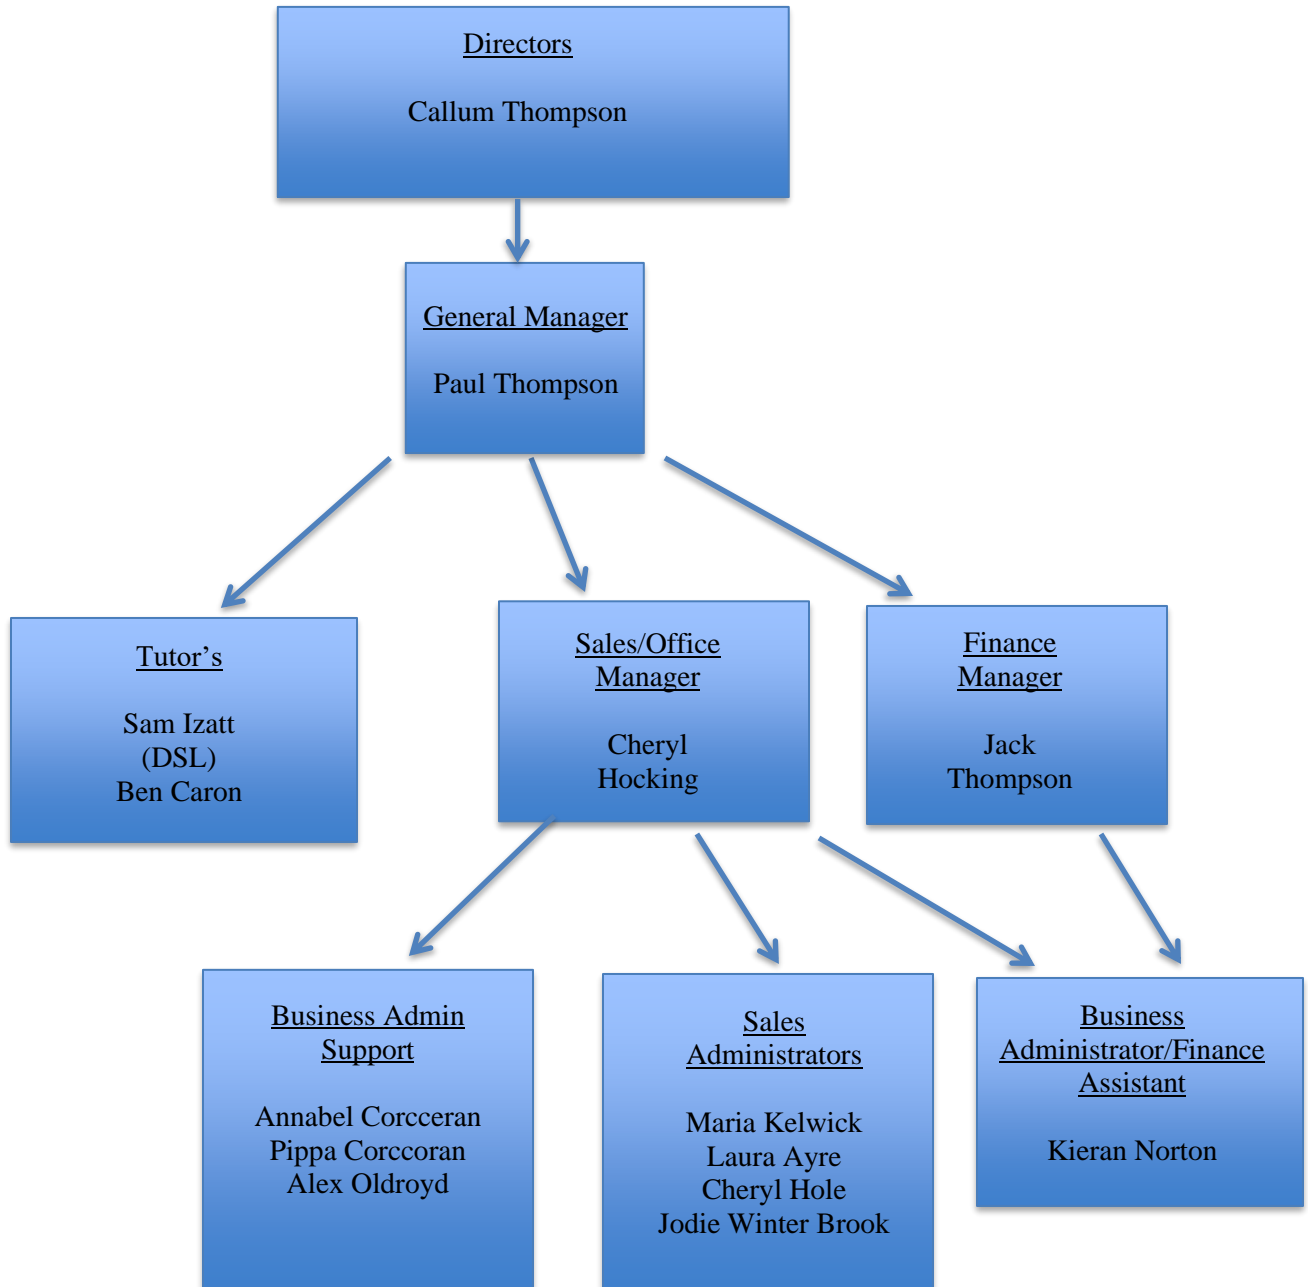 Directors
Callum Thompson
General Manager
Paul Thompson
Tutor’s
Sam Izatt
(DSL)
Ben Caron
Sales/Office
Manager
Cheryl
Hocking
Finance
Manager
Jack
Thompson
Business Admin
Support
Annabel Corcceran
Pippa Corccoran
Alex Oldroyd
Sales
Administrators
Maria Kelwick
Laura Ayre
Cheryl Hole
Jodie Winter Brook
Business
Administrator/Finance
Assistant
Kieran Norton